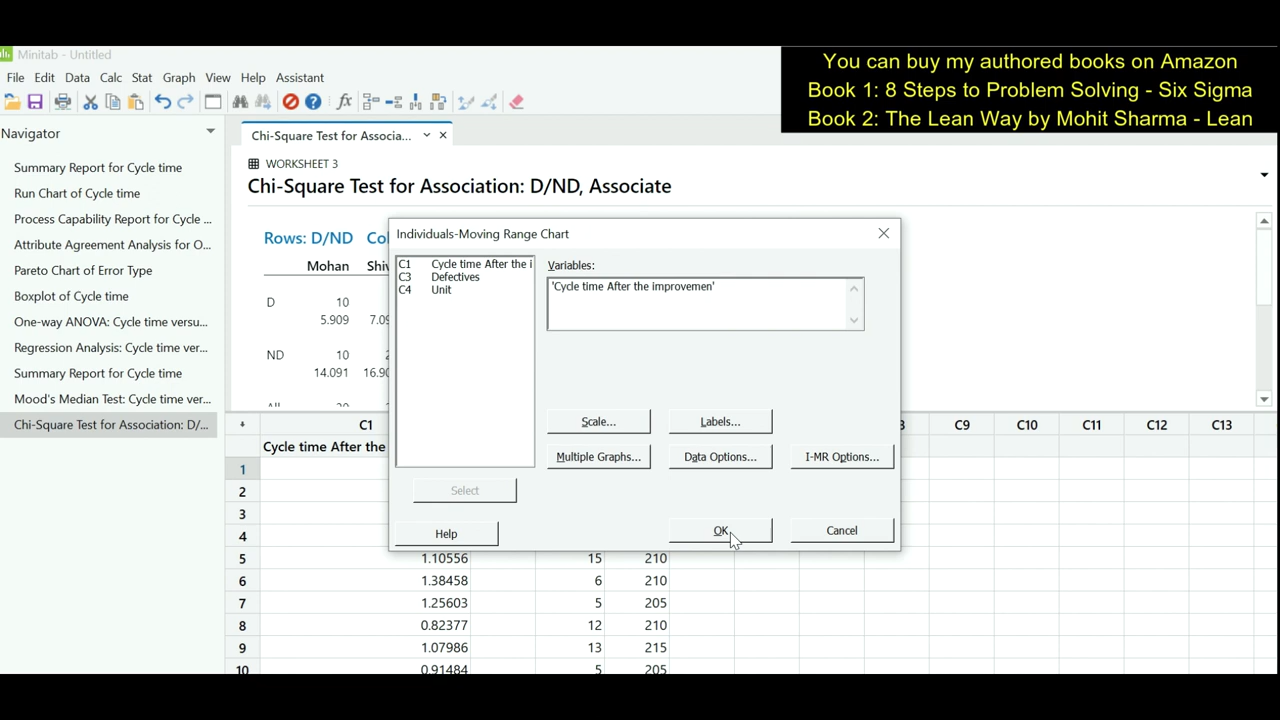 Minitab - Untitled
You can buy my authored books on Amazon
Book 1: 8 Steps to Problem Solving - Six Sigma
Book 2: The Lean Way by Mohit Sharma - Lean
File Edit Data Calc Stat Graph View Help Assistant
Navigator
Summary Report for Cycle time
Run Chart of Cycle time
Process Capability Report for Cycle ...
Attribute Agreement Analysis for O...
Pareto Chart of Error Type
Boxplot of Cycle time
One-way ANOVA: Cycle time versu...
Regression Analysis: Cycle time ver...
Summary Report for Cycle time
Mood's Median Test: Cycle time ver...
Chi-Square Test for Association: D/...
Chi-Square Test for Associa...
WORKSHEET 3
Chi-Square Test for Association: D/ND, Associate
Rows: D/ND Col
Mohan Shiv
D 10
5.909 7.09
ND 10 2
14.091 16.90
All 20
Individuals-Moving Range Chart
C1 Cycle time After the i
C3 Defectives
C4 Unit
Variables:
'Cycle time After the improvemen'
Scale... Labels...
Multiple Graphs... Data Options... I-MR Options...
Select
Help OK Cancel
C1 C9 C10 C11 C12 C13
Cycle time After the
1
2
3
4
5 1.10556 15 210
6 1.38458 6 210
7 1.25603 5 205
8 0.82377 12 210
9 1.07986 13 215
10 0.91484 5 205